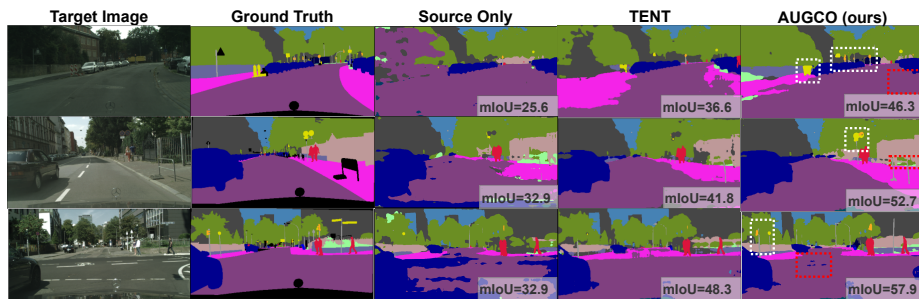 Target Image Ground Truth Source Only TENT AUGCO (ours)
mIoU=25.6 mIoU=36.6 mIoU=46.3
mIoU=32.9 mIoU=41.8 mIoU=52.7
mIoU=32.9 mIoU=48.3 mIoU=57.9